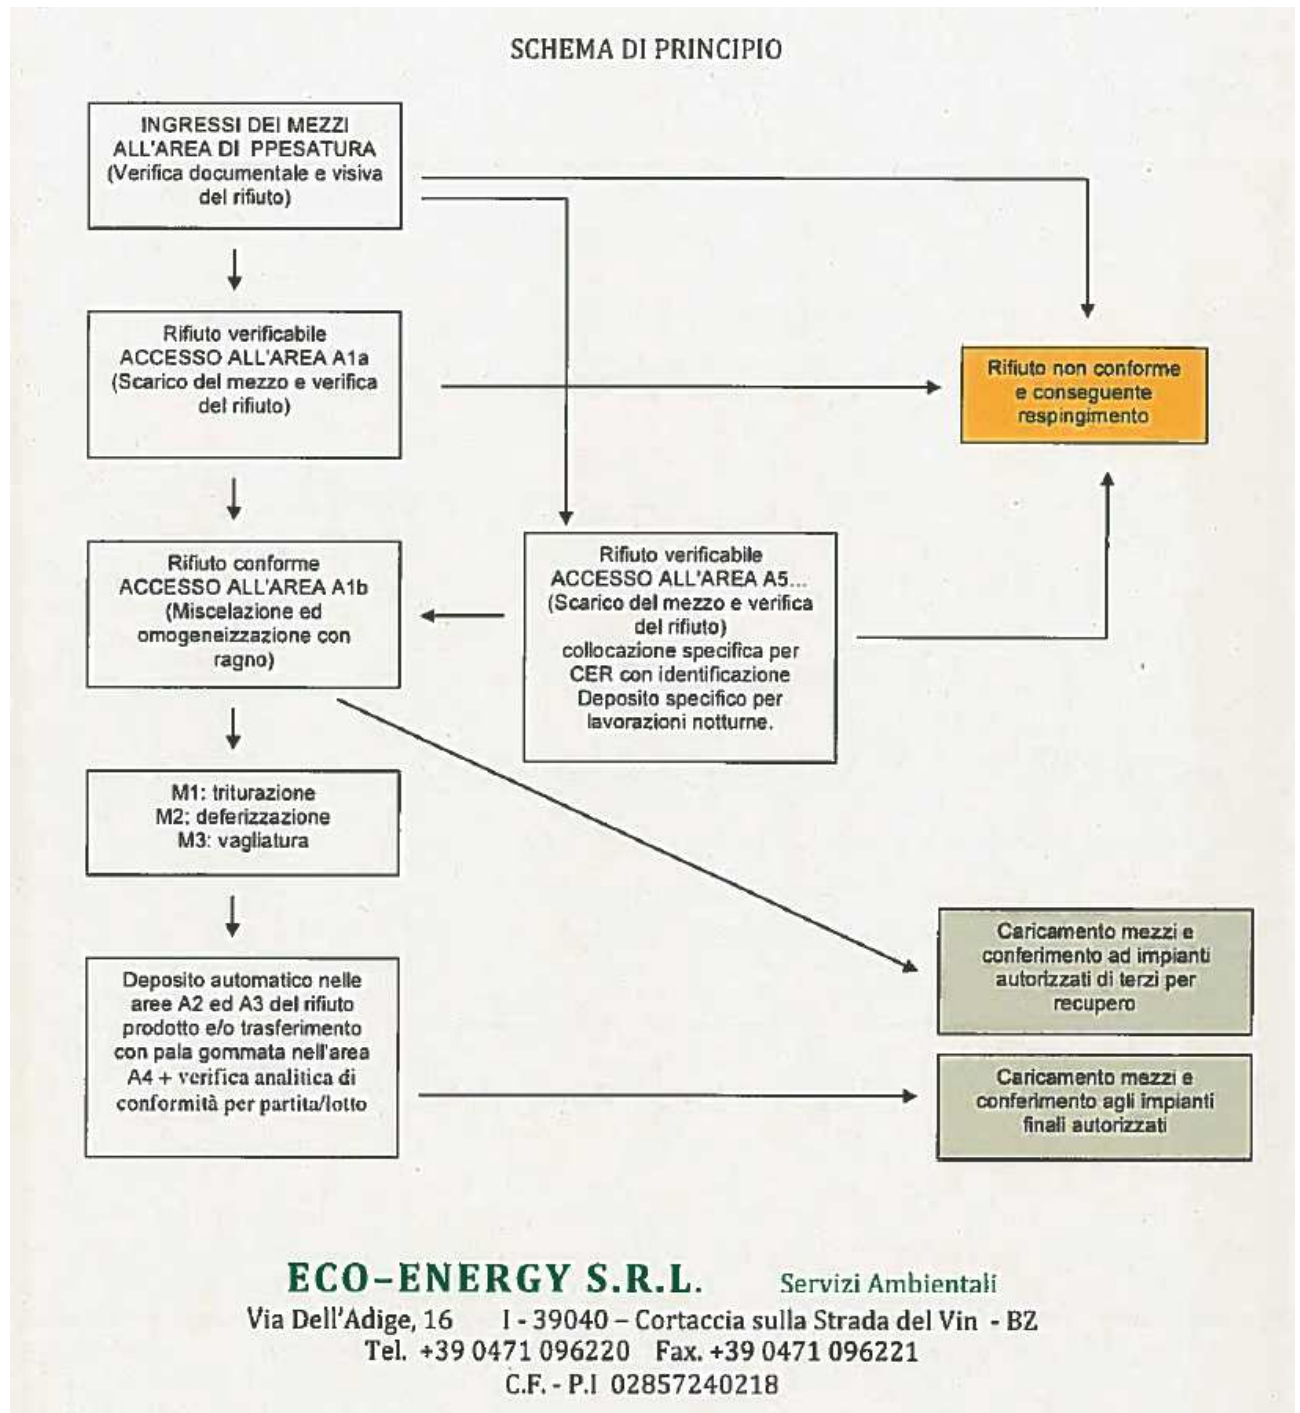 SCHEMA DI PRINCIPIO
INGRESSI DEI MEZZI
ALL'AREA DI PPESATURA
(Verifica documentale e visiva
del rifiuto)
Rifiuto verificabile
ACCESSO ALL'AREA A1a
(Scarico del mezzo e verifica
del rifiuto)
Rifiuto non conforme
e conseguente
respingimento
Rifiuto conforme
ACCESSO ALL'AREA A1b
(Miscelazione ed
omogeneizzazione con
ragno)
Rifiuto verificabile
ACCESSO ALL'AREA A5...
(Scarico del mezzo e verifica
del rifiuto)
collocazione specifica per
CER con identificazione
Deposito specifico per
lavorazioni notturne.
M1: triturazione
M2: deferizzazione
M3: vagliatura
Deposito automatico nelle
aree A2 ed A3 del rifiuto
prodotto e/o trasferimento
con pala gommata nell'area
A4 + verifica analitica di
conformità per partita/lotto
Caricamento mezzi e
conferimento ad impianti
autorizzati di terzi per
recupero
Caricamento mezzi e
conferimento agli impianti
finali autorizzati
ECO-ENERGY S.R.L. Servizi Ambientali
Via Dell'Adige, 16 I - 39040 – Cortaccia sulla Strada del Vin - BZ
Tel. +39 0471 096220 Fax. +39 0471 096221
C.F. - P.I 02857240218